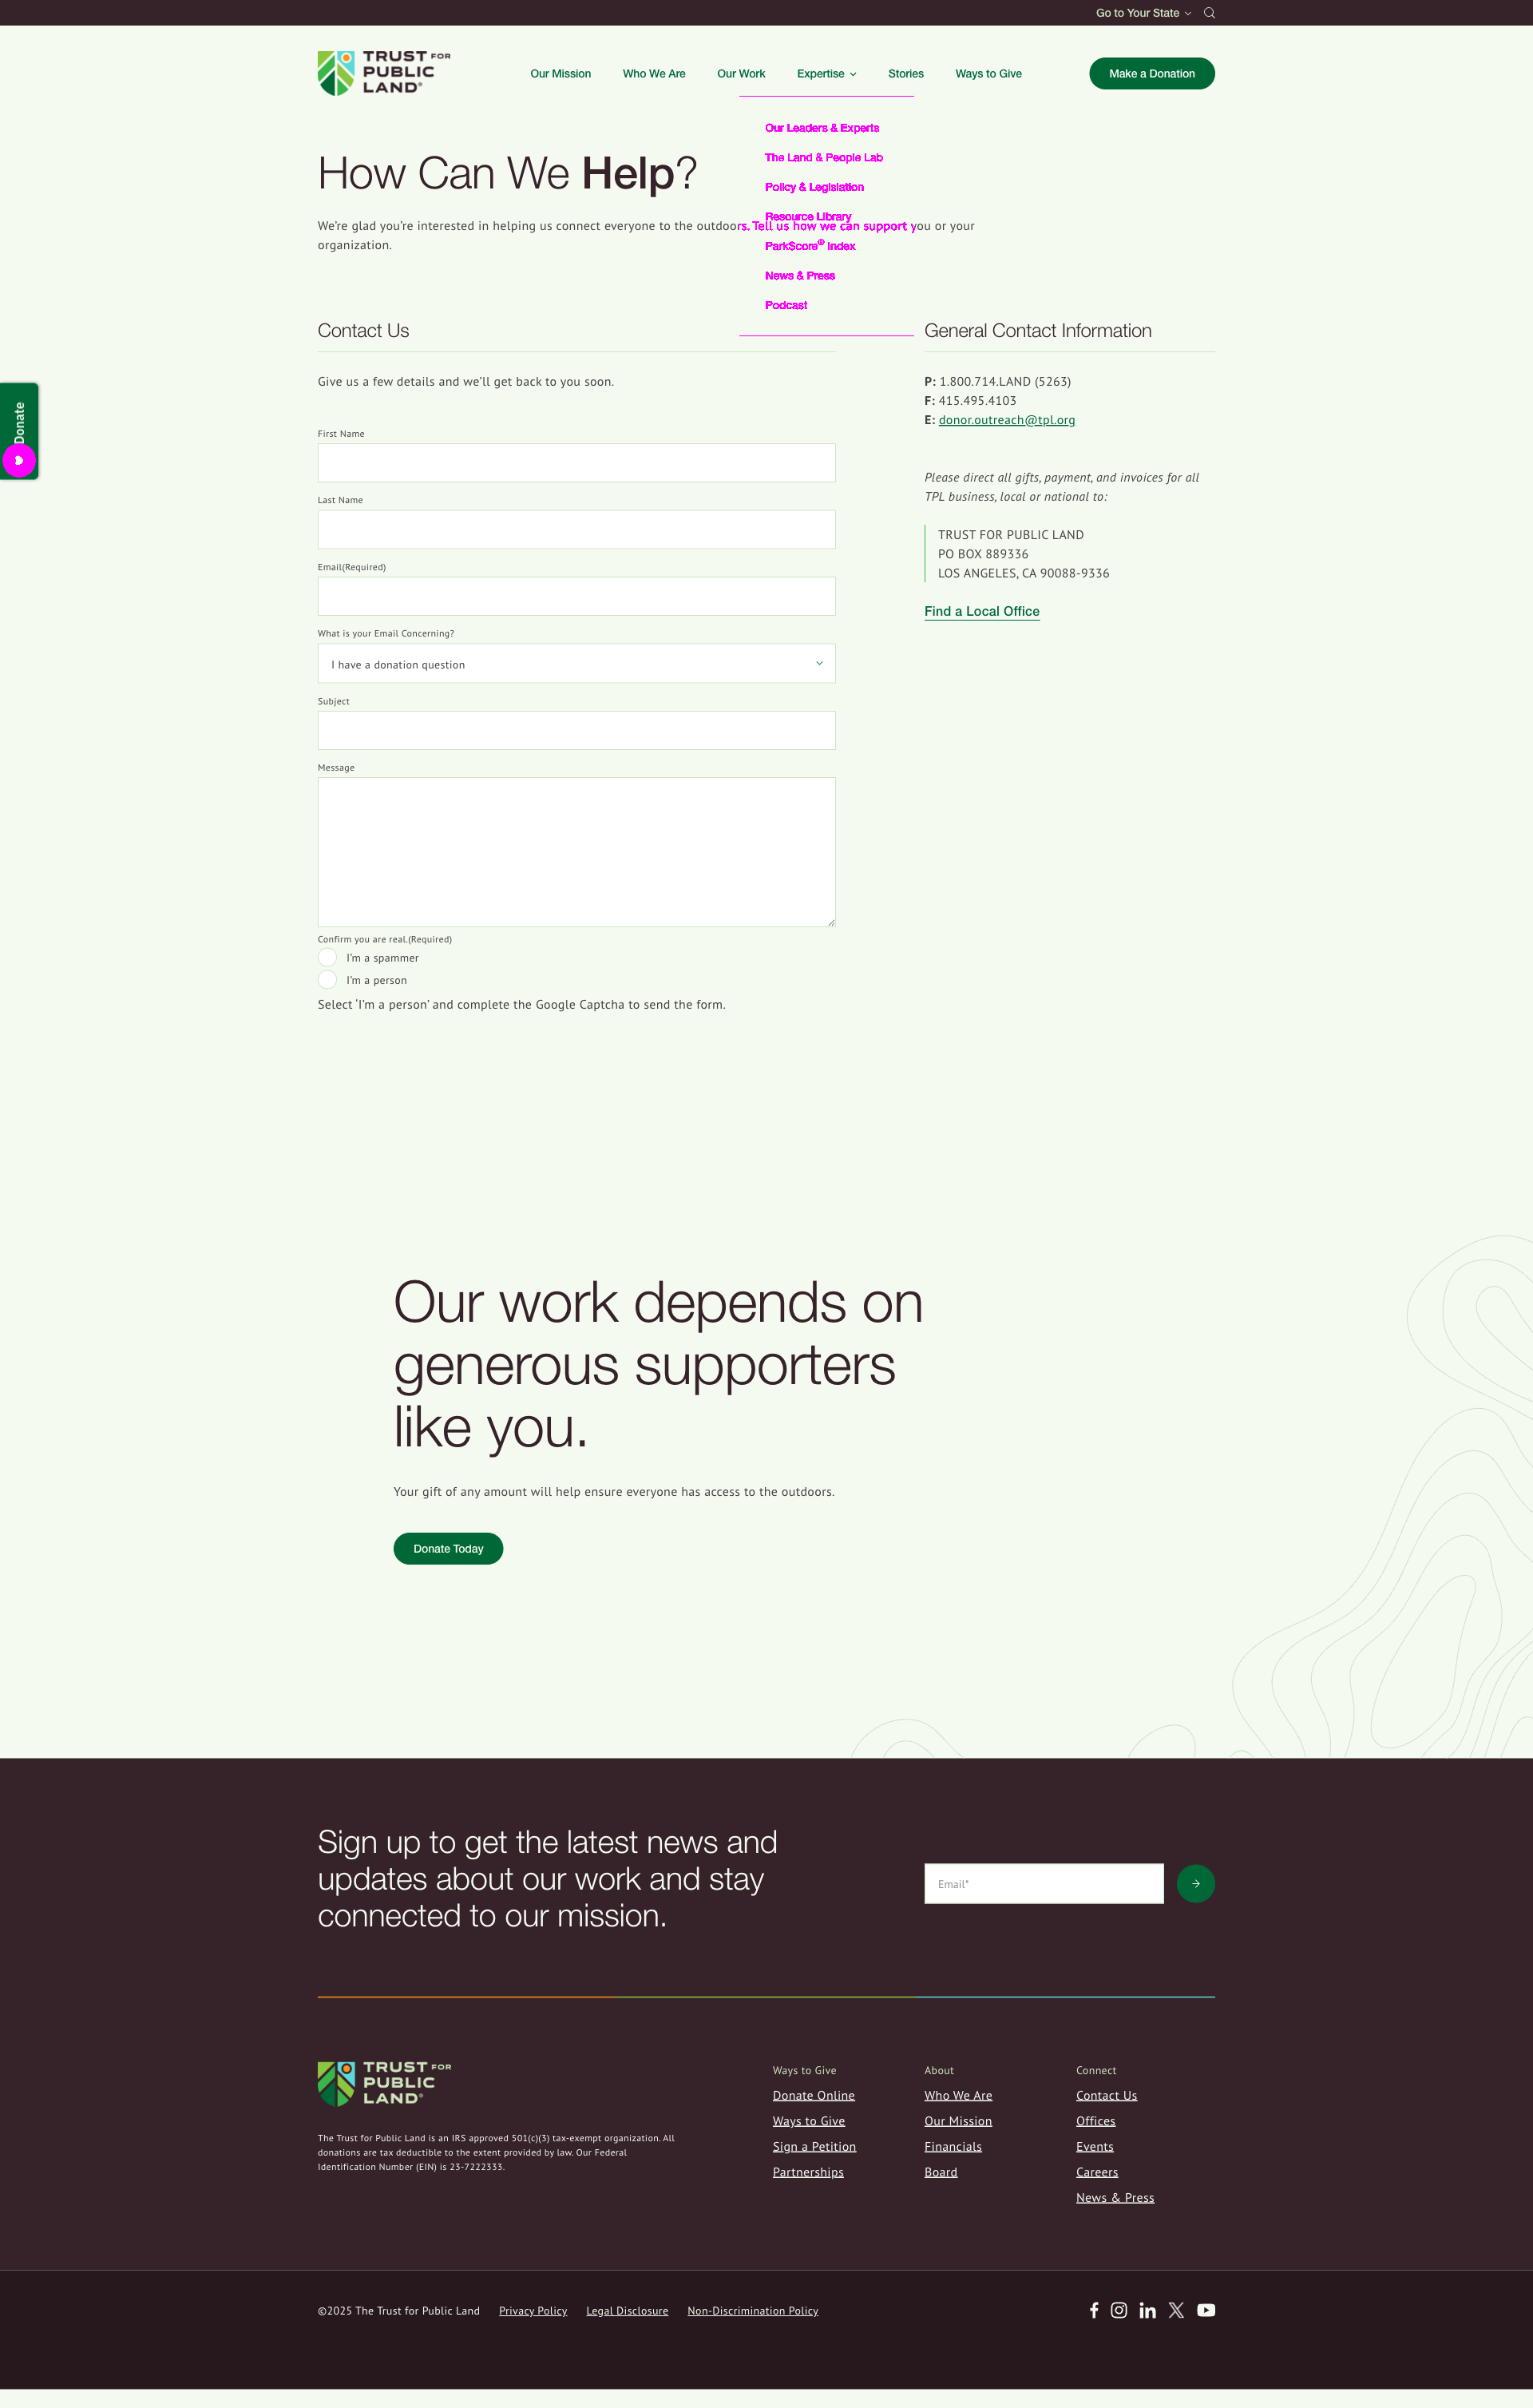 Go to Your State
TRUST FOR
PUBLIC
LAND®
Our Mission
Who We Are
Our Work
Expertise
Stories
Ways to Give
Make a Donation
Our Leaders & Experts
The Land & People Lab
Policy & Legislation
Resource Library
ParkScore® Index
News & Press
Podcast
How Can We Help?
We’re glad you’re interested in helping us connect everyone to the outdoors. Tell us how we can support you or your
organization.
Donate
Contact Us
Give us a few details and we’ll get back to you soon.
First Name
Last Name
Email(Required)
What is your Email Concerning?
I have a donation question
Subject
Message
Confirm you are real.(Required)
I’m a spammer
I’m a person
Select ‘I’m a person’ and complete the Google Captcha to send the form.
General Contact Information
P: 1.800.714.LAND (5263)
F: 415.495.4103
E: donor.outreach@tpl.org
Please direct all gifts, payment, and invoices for all
TPL business, local or national to:
TRUST FOR PUBLIC LAND
PO BOX 889336
LOS ANGELES, CA 90088-9336
Find a Local Office
Our work depends on
generous supporters
like you.
Your gift of any amount will help ensure everyone has access to the outdoors.
Donate Today
Sign up to get the latest news and
updates about our work and stay
connected to our mission.
Email*
TRUST FOR
PUBLIC
LAND®
The Trust for Public Land is an IRS approved 501(c)(3) tax-exempt organization. All
donations are tax deductible to the extent provided by law. Our Federal
Identification Number (EIN) is 23-7222333.
Ways to Give
Donate Online
Ways to Give
Sign a Petition
Partnerships
About
Who We Are
Our Mission
Financials
Board
Connect
Contact Us
Offices
Events
Careers
News & Press
©2025 The Trust for Public Land
Privacy Policy
Legal Disclosure
Non-Discrimination Policy